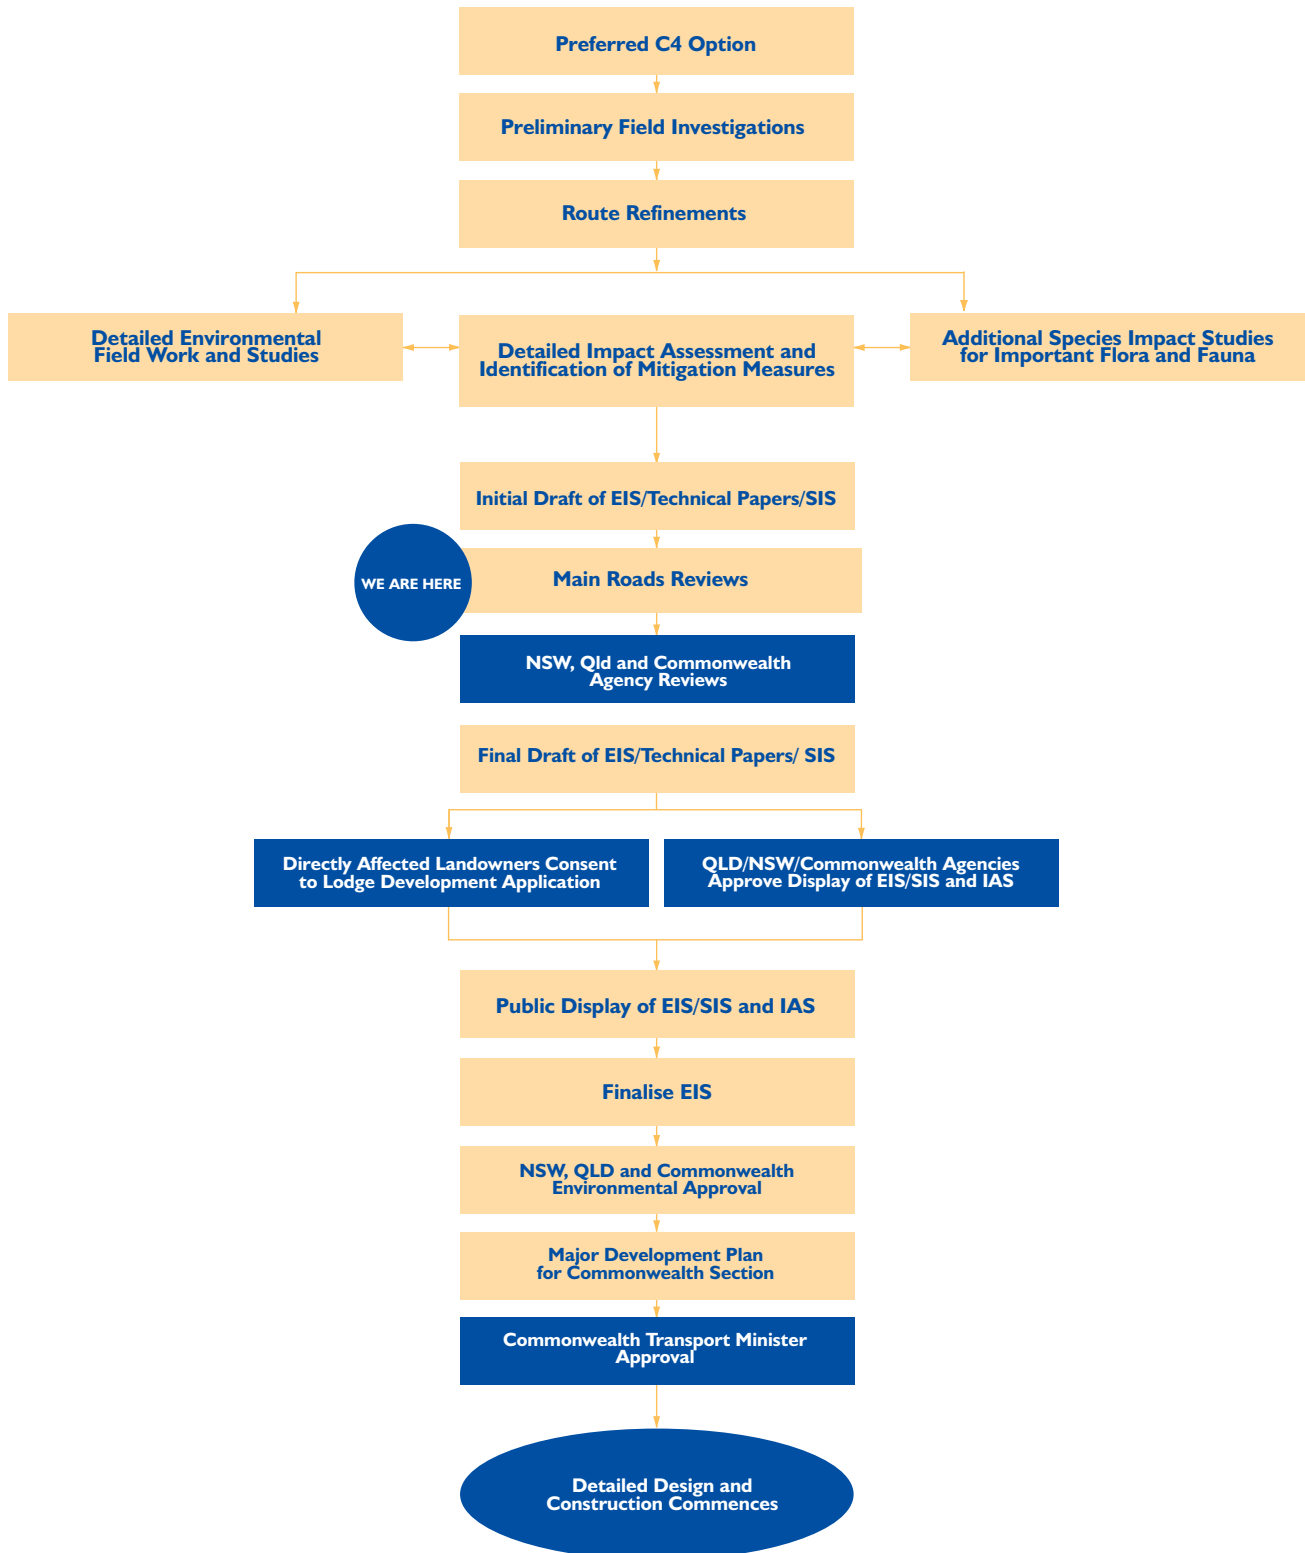 Preferred C4 Option
Preliminary Field Investigations
Route Refinements
Detailed Environmental
Field Work and Studies
Detailed Impact Assessment and
Identification of Mitigation Measures
Additional Species Impact Studies
for Important Flora and Fauna
Initial Draft of EIS/Technical Papers/SIS
WE ARE HERE
Main Roads Reviews
NSW, Qld and Commonwealth
Agency Reviews
Final Draft of EIS/Technical Papers/ SIS
Directly Affected Landowners Consent
to Lodge Development Application
QLD/NSW/Commonwealth Agencies
Approve Display of EIS/SIS and IAS
Public Display of EIS/SIS and IAS
Finalise EIS
NSW, QLD and Commonwealth
Environmental Approval
Major Development Plan
for Commonwealth Section
Commonwealth Transport Minister
Approval
Detailed Design and
Construction Commences